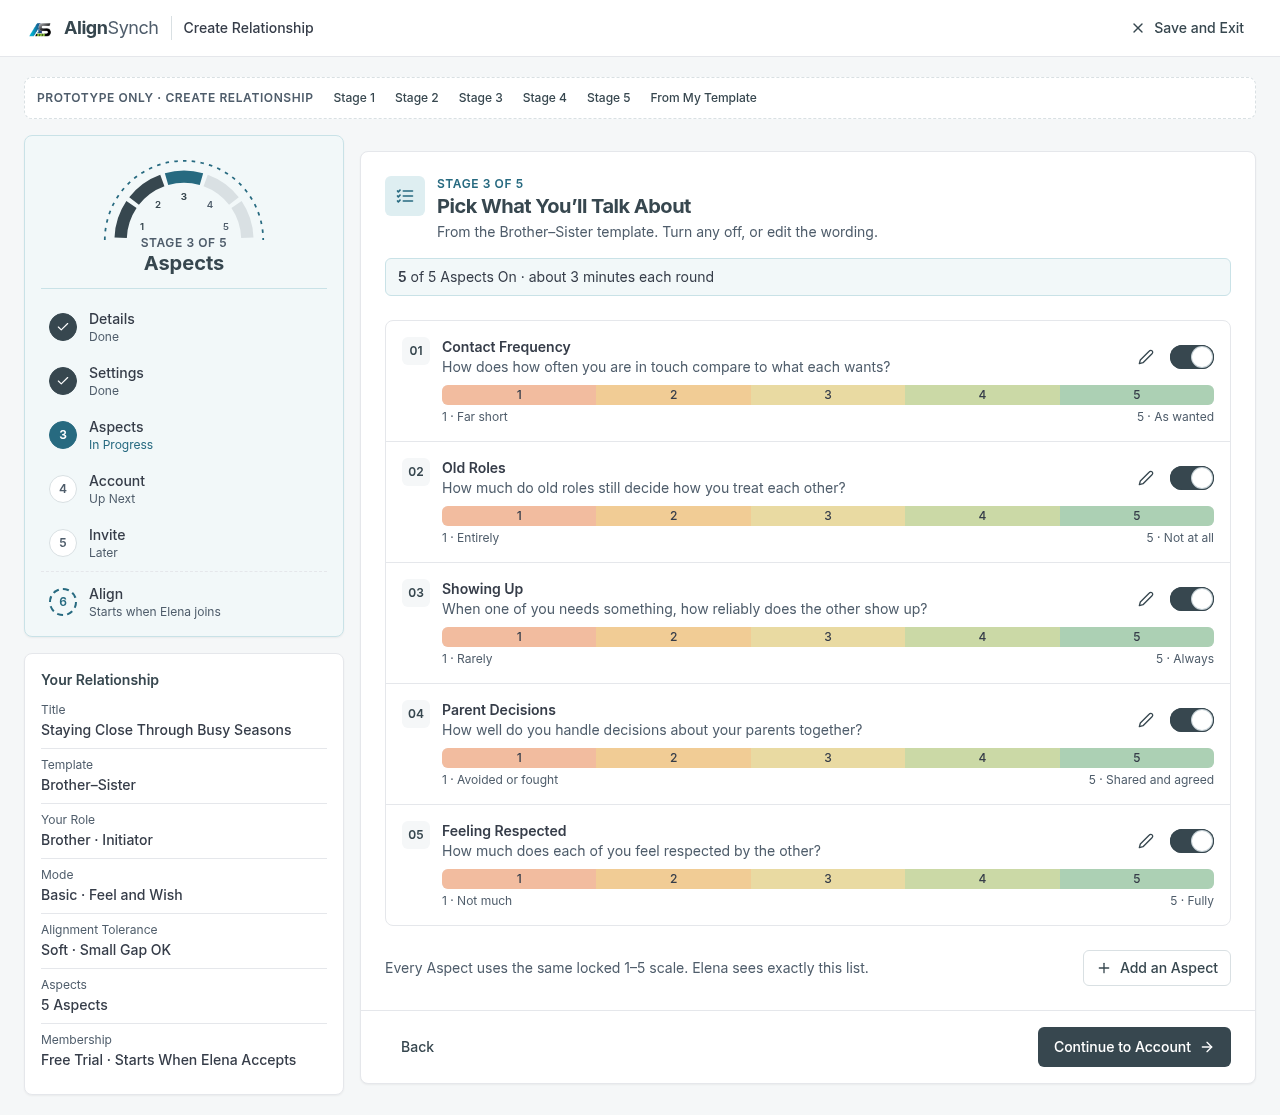 AlignSynch
Create Relationship
Save and Exit
PROTOTYPE ONLY · CREATE RELATIONSHIP
Stage 1
Stage 2
Stage 3
Stage 4
Stage 5
From My Template
1
2
3
4
5
STAGE 3 OF 5
Aspects
Details
Done
Settings
Done
3
Aspects
In Progress
4
Account
Up Next
5
Invite
Later
6
Align
Starts when Elena joins
Your Relationship
Title
Staying Close Through Busy Seasons
Template
Brother–Sister
Your Role
Brother · Initiator
Mode
Basic · Feel and Wish
Alignment Tolerance
Soft · Small Gap OK
Aspects
5 Aspects
Membership
Free Trial · Starts When Elena Accepts
STAGE 3 OF 5
Pick What You’ll Talk About
From the Brother–Sister template. Turn any off, or edit the wording.
5 of 5 Aspects On · about 3 minutes each round
01
Contact Frequency
How does how often you are in touch compare to what each wants?
1 2 3 4 5
1 · Far short
5 · As wanted
02
Old Roles
How much do old roles still decide how you treat each other?
1 2 3 4 5
1 · Entirely
5 · Not at all
03
Showing Up
When one of you needs something, how reliably does the other show up?
1 2 3 4 5
1 · Rarely
5 · Always
04
Parent Decisions
How well do you handle decisions about your parents together?
1 2 3 4 5
1 · Avoided or fought
5 · Shared and agreed
05
Feeling Respected
How much does each of you feel respected by the other?
1 2 3 4 5
1 · Not much
5 · Fully
Every Aspect uses the same locked 1–5 scale. Elena sees exactly this list.
Add an Aspect
Back
Continue to Account